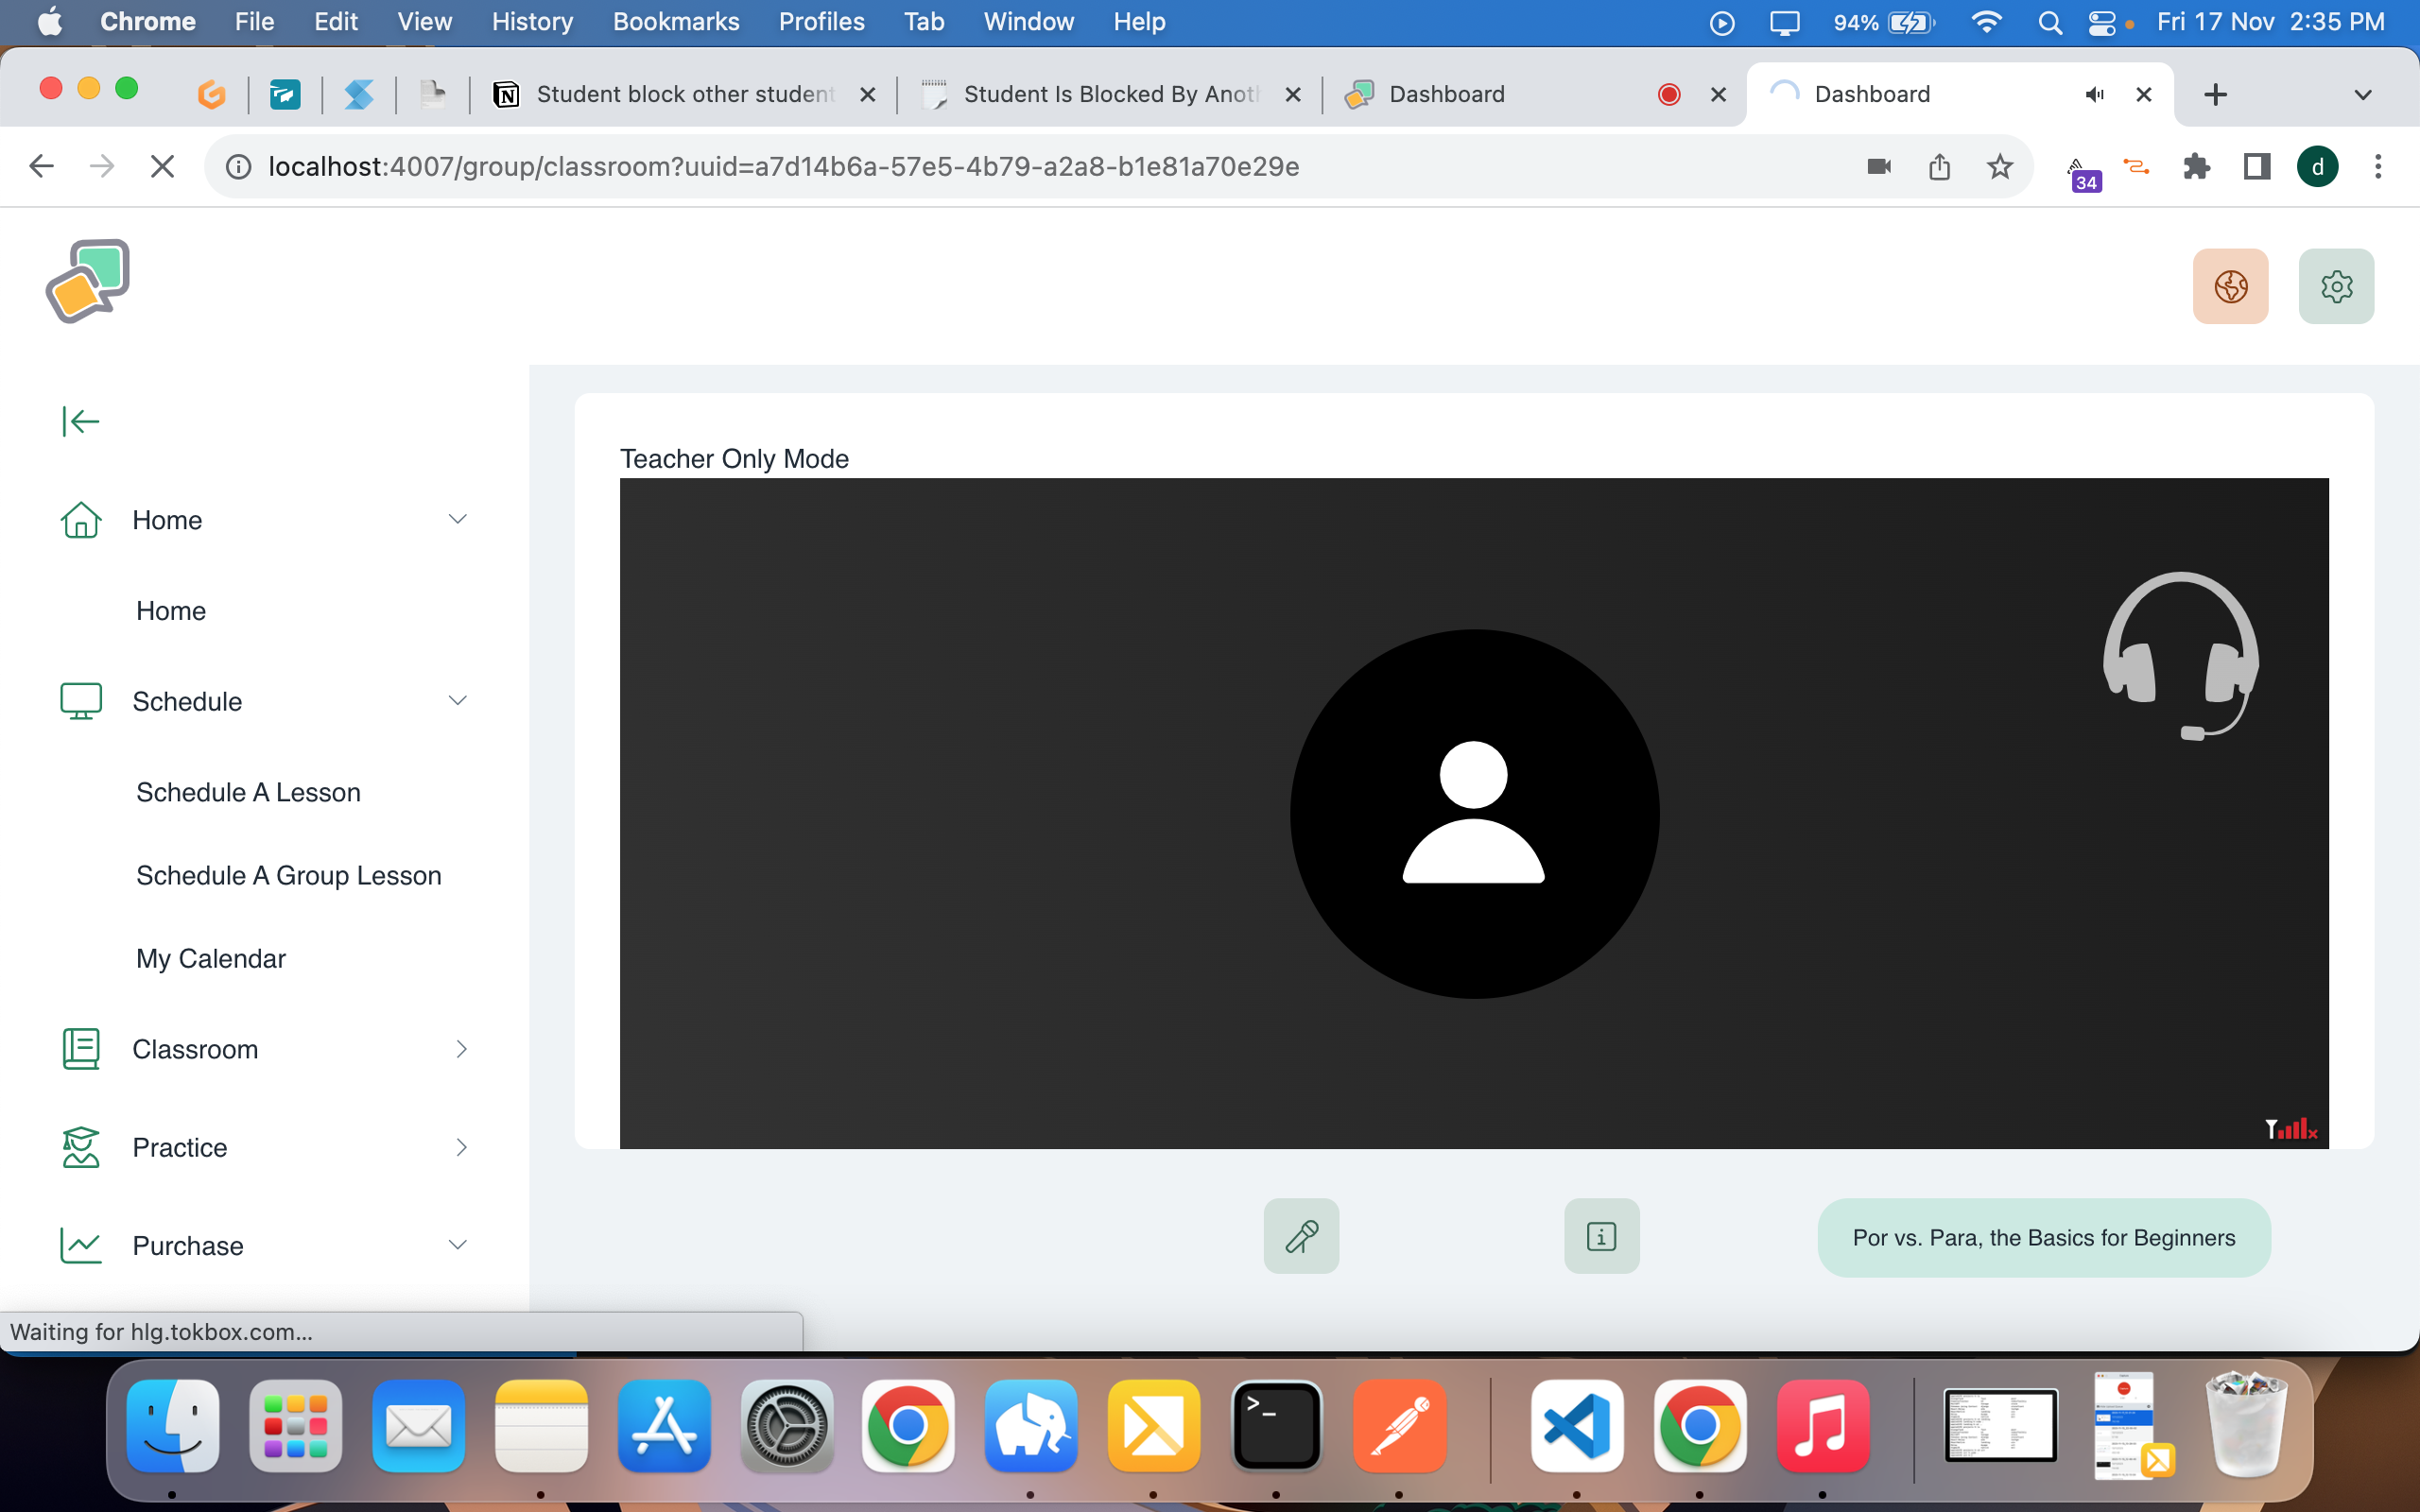 Chrome File Edit View History Bookmarks Profiles Tab Window Help 94% Fri 17 Nov 2:35 PM
Student block other student Student Is Blocked By Anot Dashboard Dashboard
localhost:4007/group/classroom?uuid=a7d14b6a-57e5-4b79-a2a8-b1e81a70e29e 34 d
Teacher Only Mode
Home
Home
Schedule
Schedule A Lesson
Schedule A Group Lesson
My Calendar
Classroom
Practice
Purchase
Por vs. Para, the Basics for Beginners
Waiting for hlg.tokbox.com...